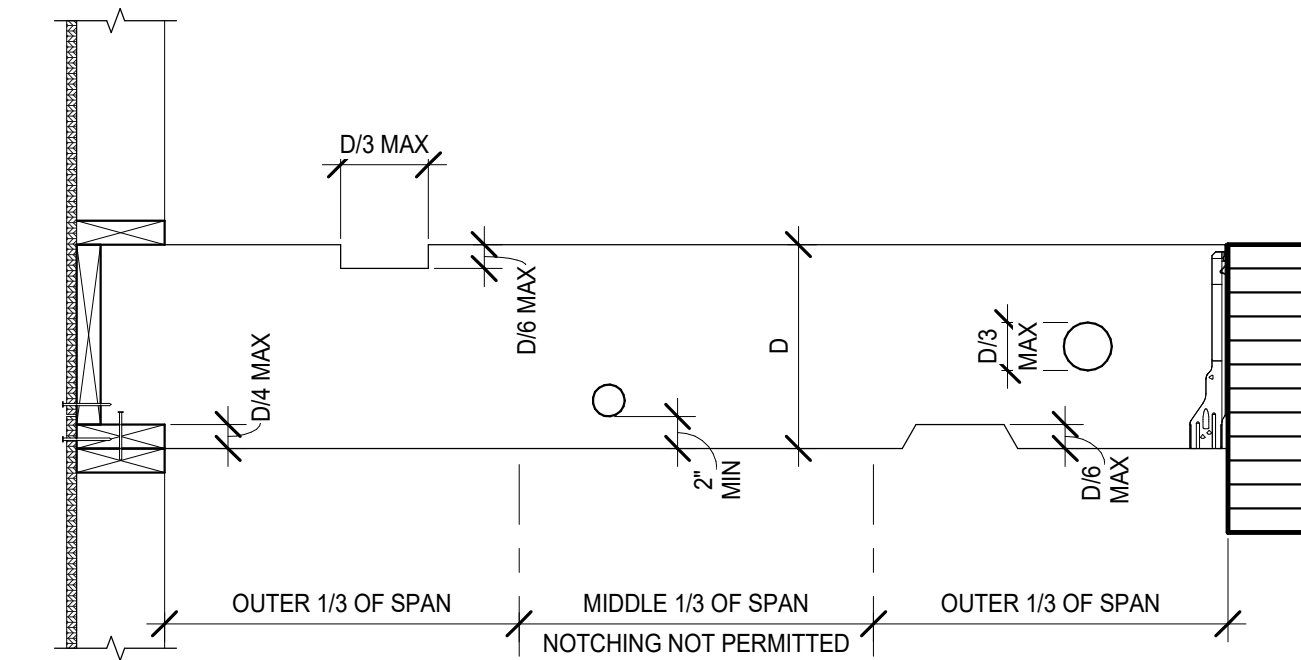 D/3 MAX
D/6 MAX
D/4 MAX
D
D/3
MAX
2"
MIN
D/6
MAX
OUTER 1/3 OF SPAN
MIDDLE 1/3 OF SPAN
OUTER 1/3 OF SPAN
NOTCHING NOT PERMITTED